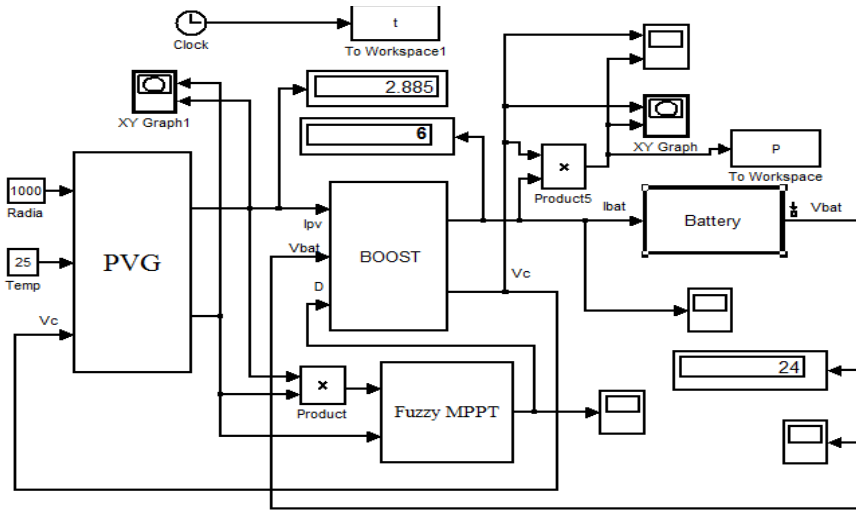 t
Clock
To Workspace1
2.885
XY Graph1
6
XY Graph
P
To Workspace
×
Product5
1000
Radia
PVG
Ipv
BOOST
Ibat
Battery
Vbat
Vbat
25
Temp
D
Vc
Vc
24
×
Product
Fuzzy MPPT